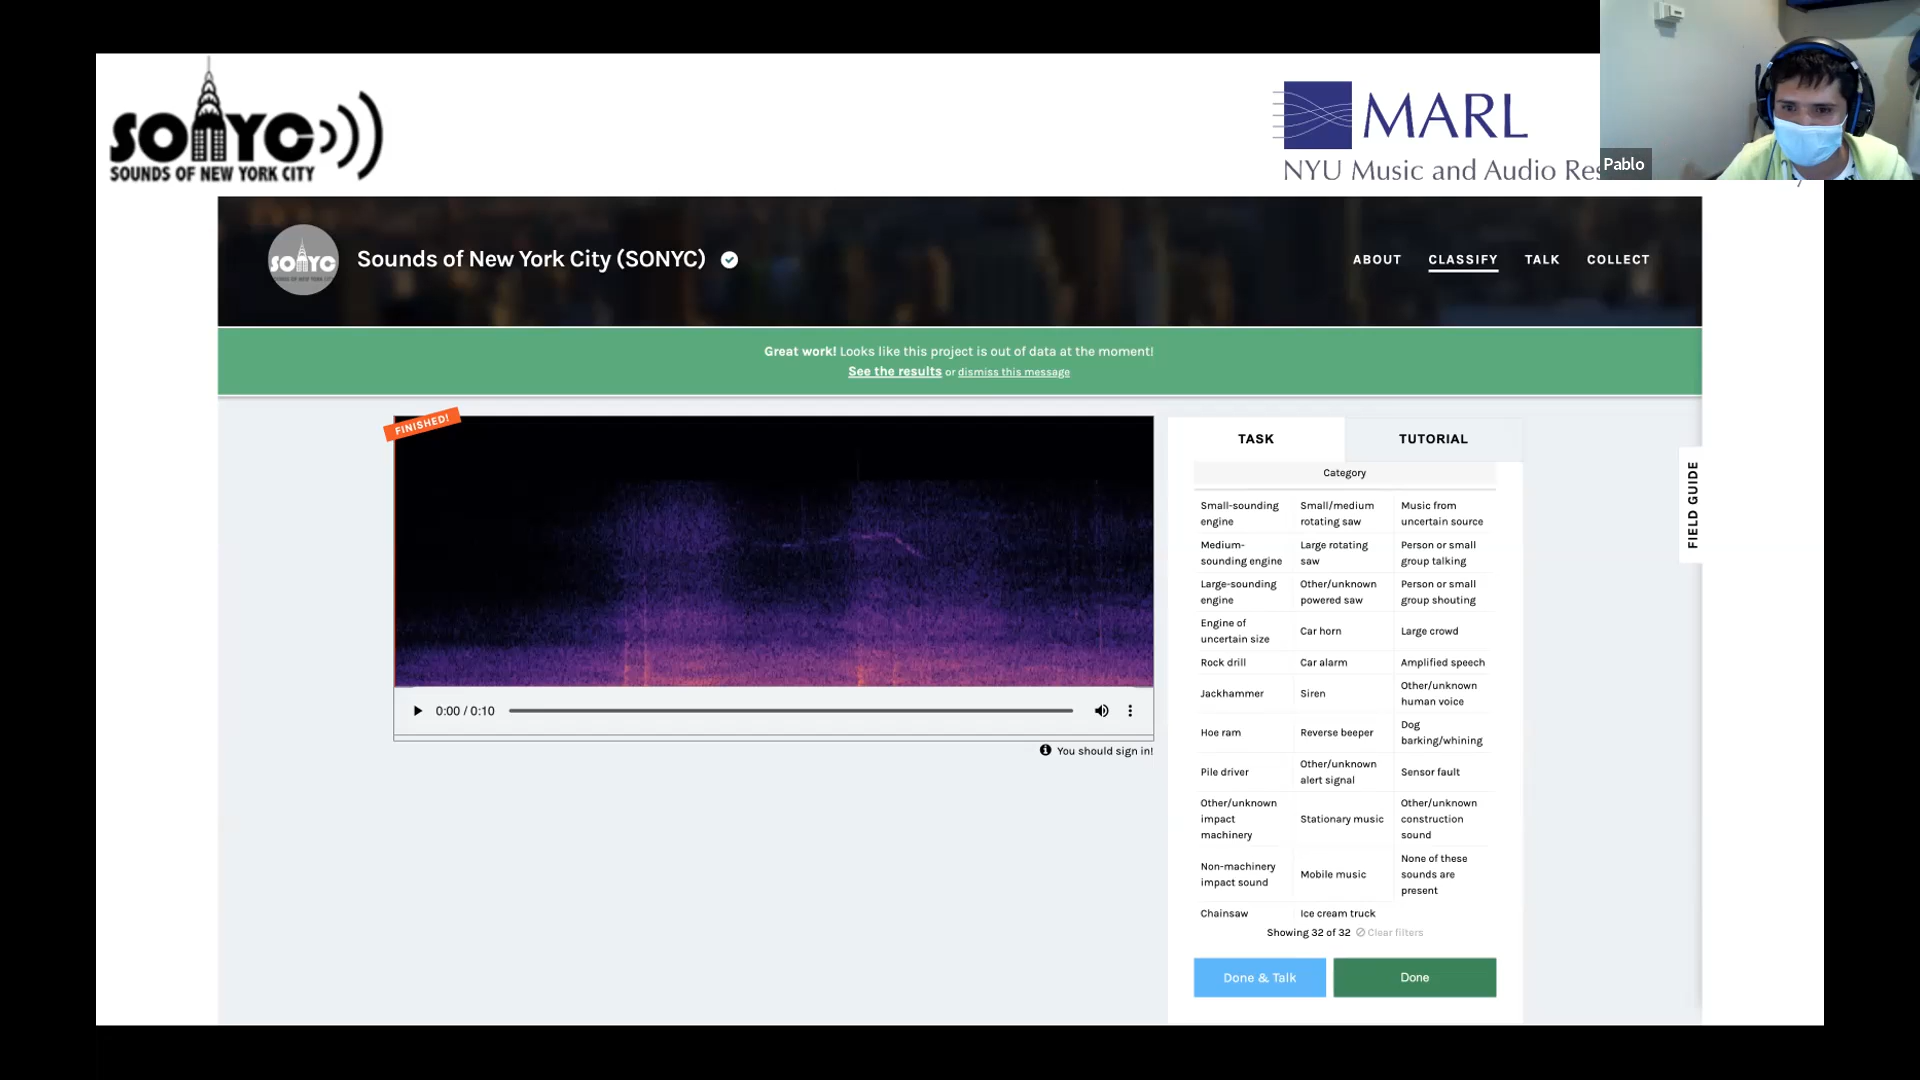 SONYC
SOUNDS OF NEW YORK CITY
MARL
NYU Music and Audio Res
Pablo
SONYC
Sounds of New York City (SONYC)
ABOUT
CLASSIFY
TALK
COLLECT
Great work! Looks like this project is out of data at the moment!
See the results or dismiss this message
FINISHED!
0:00 / 0:10
You should sign in!
TASK
TUTORIAL
Category
Small-sounding
engine
Medium-
sounding engine
Large-sounding
engine
Engine of
uncertain size
Rock drill
Jackhammer
Hoe ram
Pile driver
Other/unknown
impact
machinery
Non-machinery
impact sound
Chainsaw
Small/medium
rotating saw
Large rotating
saw
Other/unknown
powered saw
Car horn
Car alarm
Siren
Reverse beeper
Other/unknown
alert signal
Stationary music
Mobile music
Ice cream truck
Music from
uncertain source
Person or small
group talking
Person or small
group shouting
Large crowd
Amplified speech
Other/unknown
human voice
Dog
barking/whining
Sensor fault
Other/unknown
construction
sound
None of these
sounds are
present
Showing 32 of 32 Clear filters
Done & Talk
Done
FIELD GUIDE